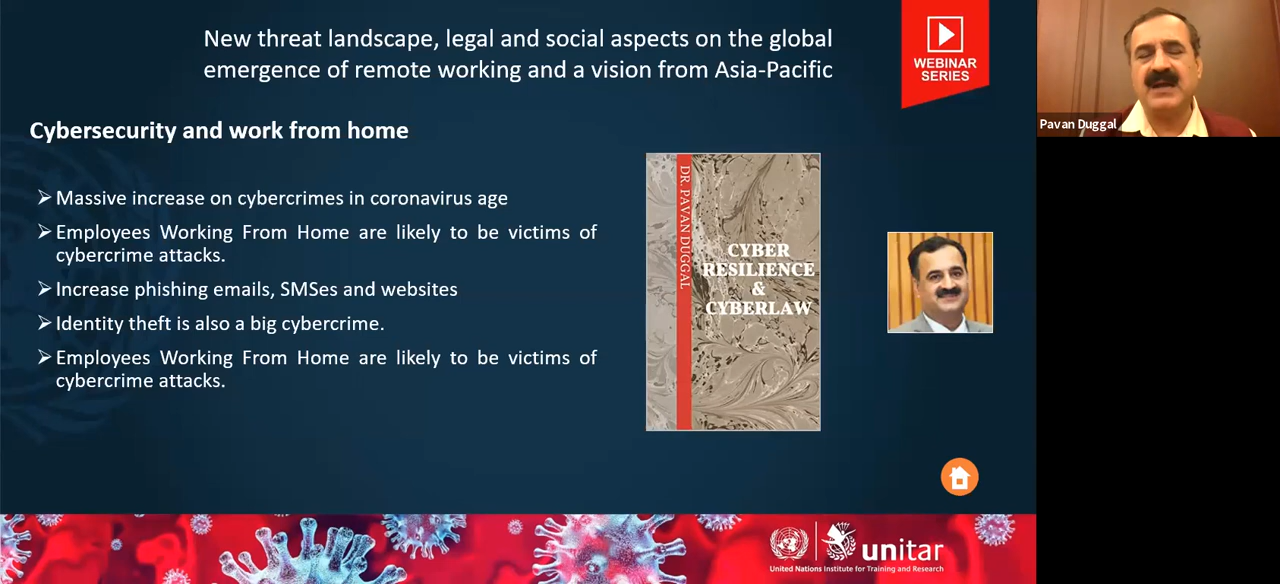 New threat landscape, legal and social aspects on the global
emergence of remote working and a vision from Asia-Pacific
WEBINAR
SERIES
Pavan Duggal
Cybersecurity and work from home
➢ Massive increase on cybercrimes in coronavirus age
➢ Employees Working From Home are likely to be victims of
cybercrime attacks.
➢ Increase phishing emails, SMSes and websites
➢ Identity theft is also a big cybercrime.
➢ Employees Working From Home are likely to be victims of
cybercrime attacks.
DR. PAVAN DUGGAL
CYBER
RESILIENCE
&
CYBERLAW
unitar
United Nations Institute for Training and Research